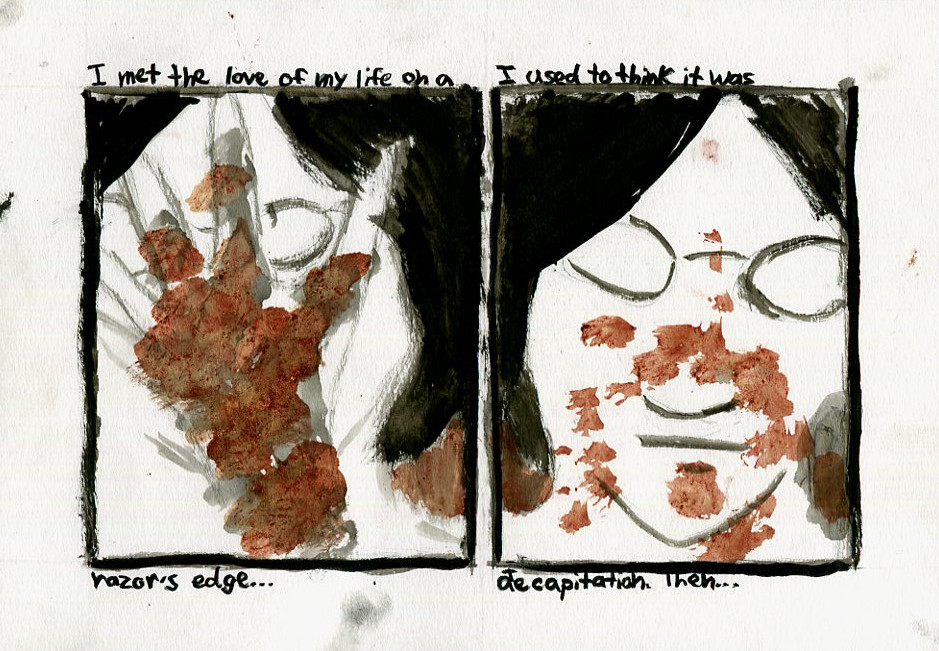 I met the love of my life on a
razor's edge...
I used to think it was
decapitation. Then...